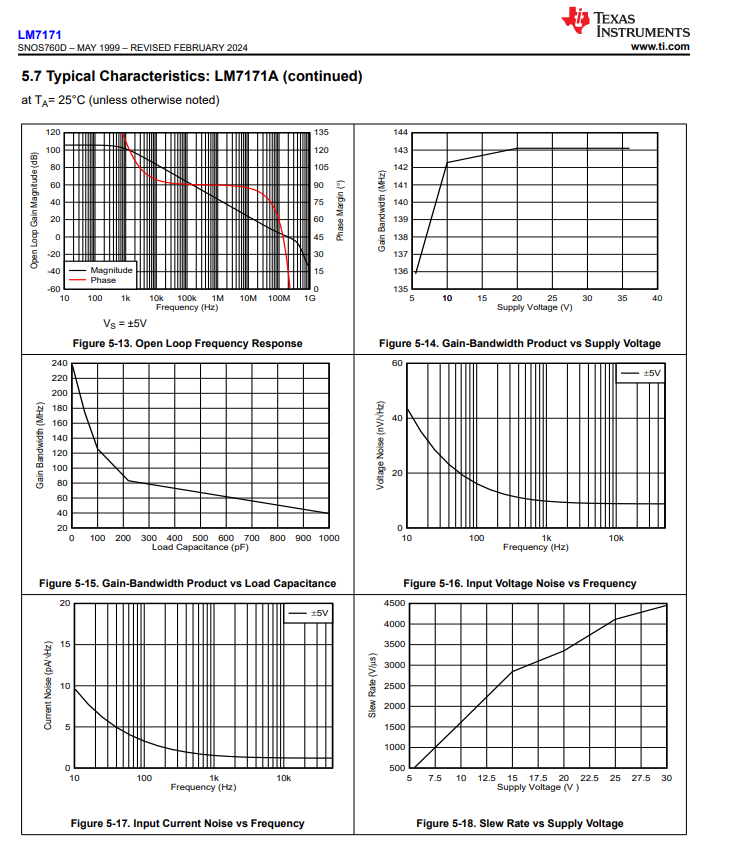 TEXAS
INSTRUMENTS
LM7171
SNOS760D – MAY 1999 – REVISED FEBRUARY 2024
www.ti.com
5.7 Typical Characteristics: LM7171A (continued)
at TA= 25°C (unless otherwise noted)
120
100
80
60
40
20
0
-20
-40
-60
Open Loop Gain Magnitude (dB)
135
120
105
90
75
60
45
30
15
0
Phase Margin (°)
Magnitude
Phase
10 100 1k 10k 100k 1M 10M 100M 1G
Frequency (Hz)
VS = ±5V
Figure 5-13. Open Loop Frequency Response
144
143
142
141
140
139
138
137
136
135
Gain Bandwidth (MHz)
5 10 15 20 25 30 35 40
Supply Voltage (V)
Figure 5-14. Gain-Bandwidth Product vs Supply Voltage
240
220
200
180
160
140
120
100
80
60
40
20
Gain Bandwidth (MHz)
0 100 200 300 400 500 600 700 800 900 1000
Load Capacitance (pF)
Figure 5-15. Gain-Bandwidth Product vs Load Capacitance
60
40
20
0
Voltage Noise (nV/√Hz)
±5V
10 100 1k 10k
Frequency (Hz)
Figure 5-16. Input Voltage Noise vs Frequency
20
15
10
5
0
Current Noise (pA/√Hz)
±5V
10 100 1k 10k
Frequency (Hz)
Figure 5-17. Input Current Noise vs Frequency
4500
4000
3500
3000
2500
2000
1500
1000
500
Slew Rate (V/μs)
5 7.5 10 12.5 15 17.5 20 22.5 25 27.5 30
Supply Voltage (V )
Figure 5-18. Slew Rate vs Supply Voltage